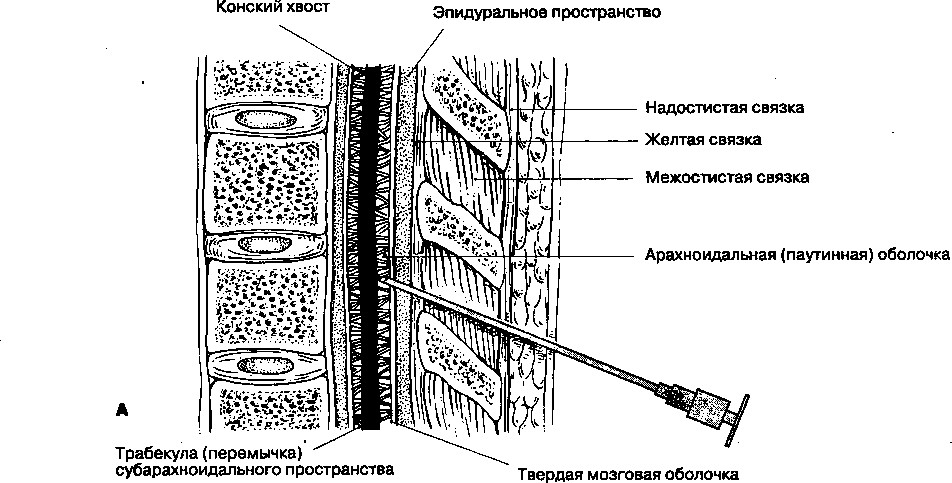 Конский хвост
Эпидуральное пространство
Надостистая связка
Желтая связка
Межостистая связка
Арахноидальная (паутинная) оболочка
А
Трабекула (перемычка)
субарахноидального пространства
Твердая мозговая оболочка